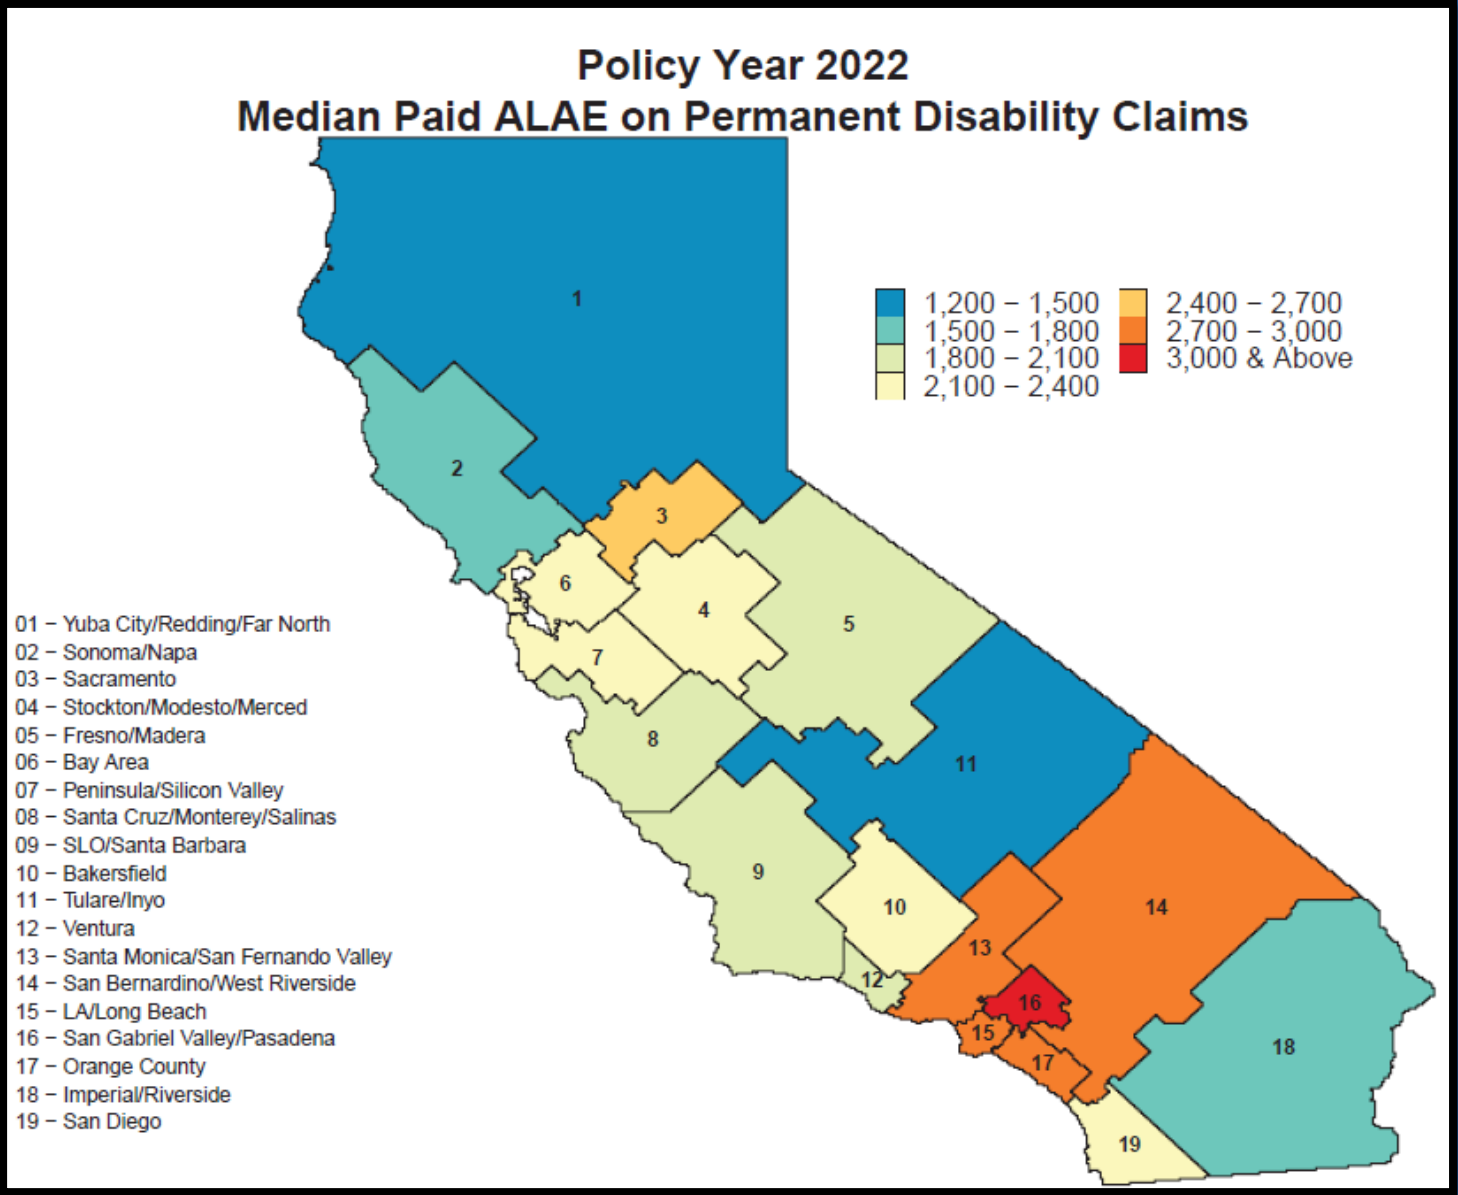 Policy Year 2022
Median Paid ALAE on Permanent Disability Claims
1,200 − 1,500
1,500 − 1,800
1,800 − 2,100
2,100 − 2,400
2,400 − 2,700
2,700 − 3,000
3,000 & Above
1
2
3
6
4
5
7
8
11
9
10
14
13
12
16
15
17
18
19
01 − Yuba City/Redding/Far North
02 − Sonoma/Napa
03 − Sacramento
04 − Stockton/Modesto/Merced
05 − Fresno/Madera
06 − Bay Area
07 − Peninsula/Silicon Valley
08 − Santa Cruz/Monterey/Salinas
09 − SLO/Santa Barbara
10 − Bakersfield
11 − Tulare/Inyo
12 − Ventura
13 − Santa Monica/San Fernando Valley
14 − San Bernardino/West Riverside
15 − LA/Long Beach
16 − San Gabriel Valley/Pasadena
17 − Orange County
18 − Imperial/Riverside
19 − San Diego